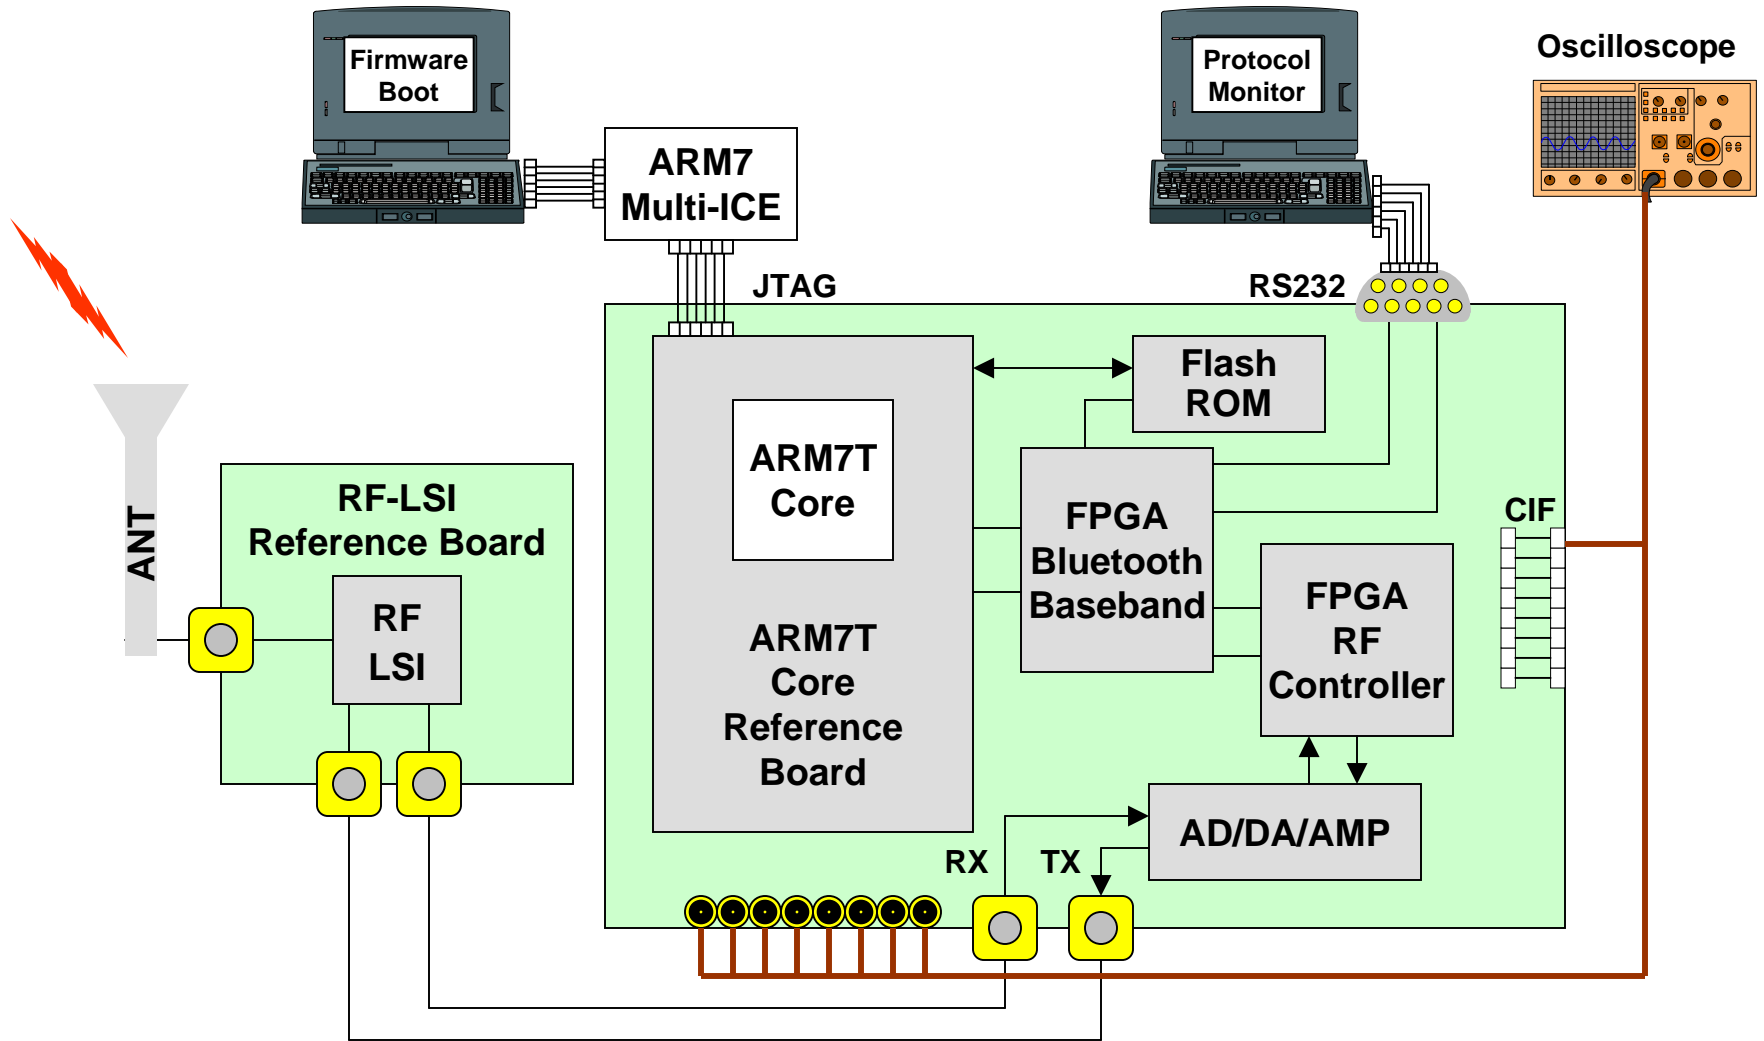 Firmware
Boot
Protocol
Monitor
Oscilloscope
ARM7
Multi-ICE
JTAG
RS232
Flash
ROM
ARM7T
Core
RF-LSI
Reference Board
ANT
FPGA
Bluetooth
Baseband
CIF
RF
LSI
ARM7T
Core
Reference
Board
FPGA
RF
Controller
AD/DA/AMP
RX
TX